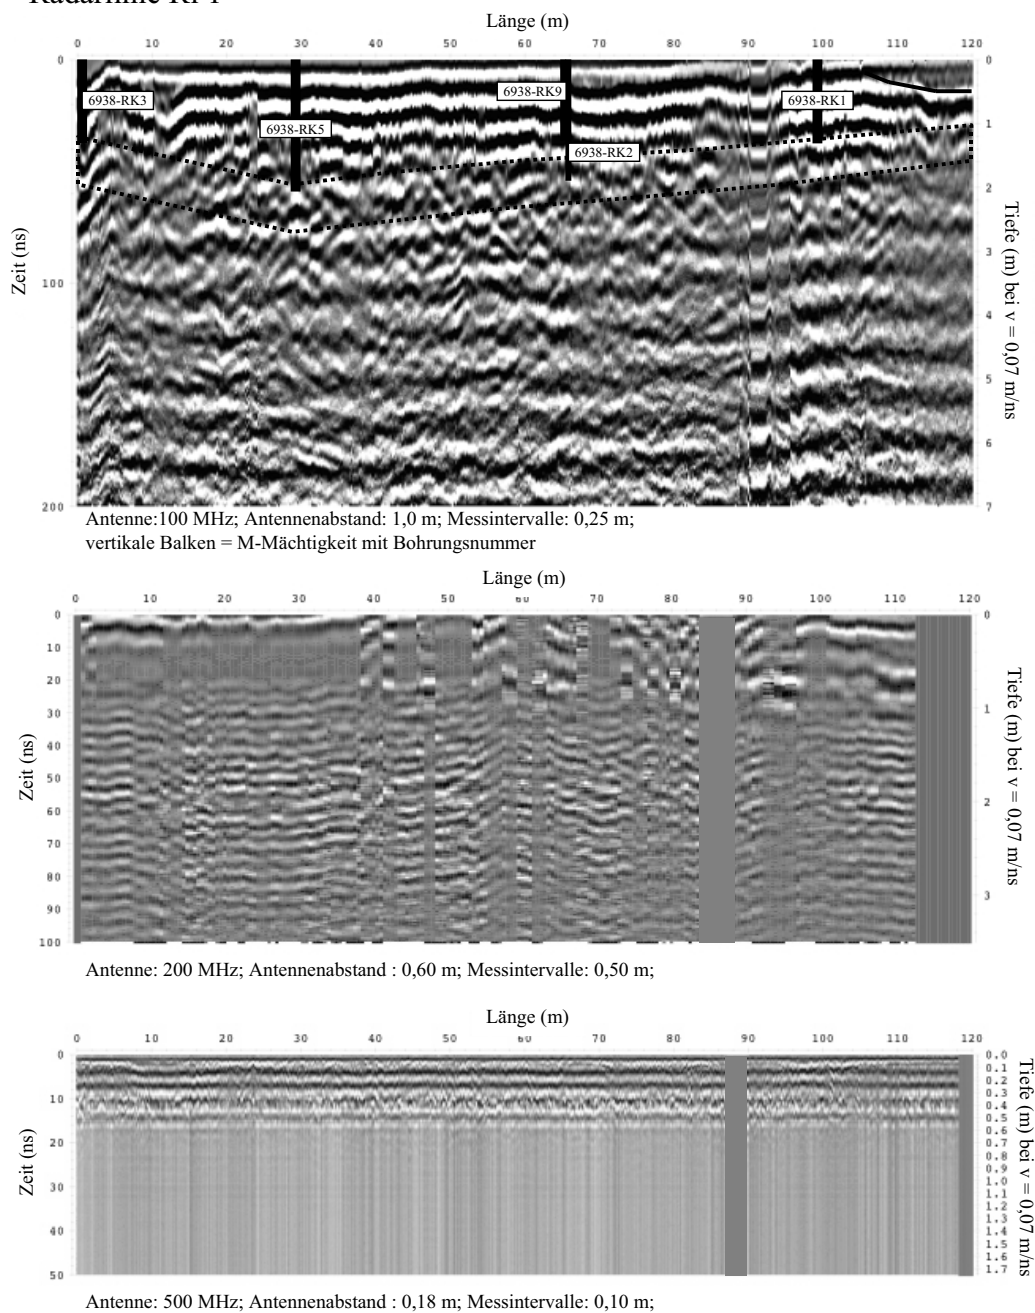 Länge (m)
0 10 20 30 40 50 60 70 80 90 100 110 120
0
100
200
Zeit (ns)
6938-RK3
6938-RK5
6938-RK9
6938-RK2
6938-RK1
0
1
2
3
4
5
6
7
Tiefe (m) bei v = 0,07 m/ns
Antenne:100 MHz; Antennenabstand: 1,0 m; Messintervalle: 0,25 m;
vertikale Balken = M-Mächtigkeit mit Bohrungsnummer
Länge (m)
0 10 20 30 40 50 60 70 80 90 100 110 120
0
10
20
30
40
50
60
70
80
90
100
Zeit (ns)
0
1
2
3
Tiefe (m) bei v = 0,07 m/ns
Antenne: 200 MHz; Antennenabstand : 0,60 m; Messintervalle: 0,50 m;
Länge (m)
0 10 20 30 40 50 60 70 80 90 100 110 120
0
10
20
30
40
50
Zeit (ns)
0.0
0.1
0.2
0.3
0.4
0.5
0.6
0.7
0.8
0.9
1.0
1.1
1.2
1.3
1.4
1.5
1.6
1.7
Tiefe (m) bei v = 0,07 m/ns
Antenne: 500 MHz; Antennenabstand : 0,18 m; Messintervalle: 0,10 m;